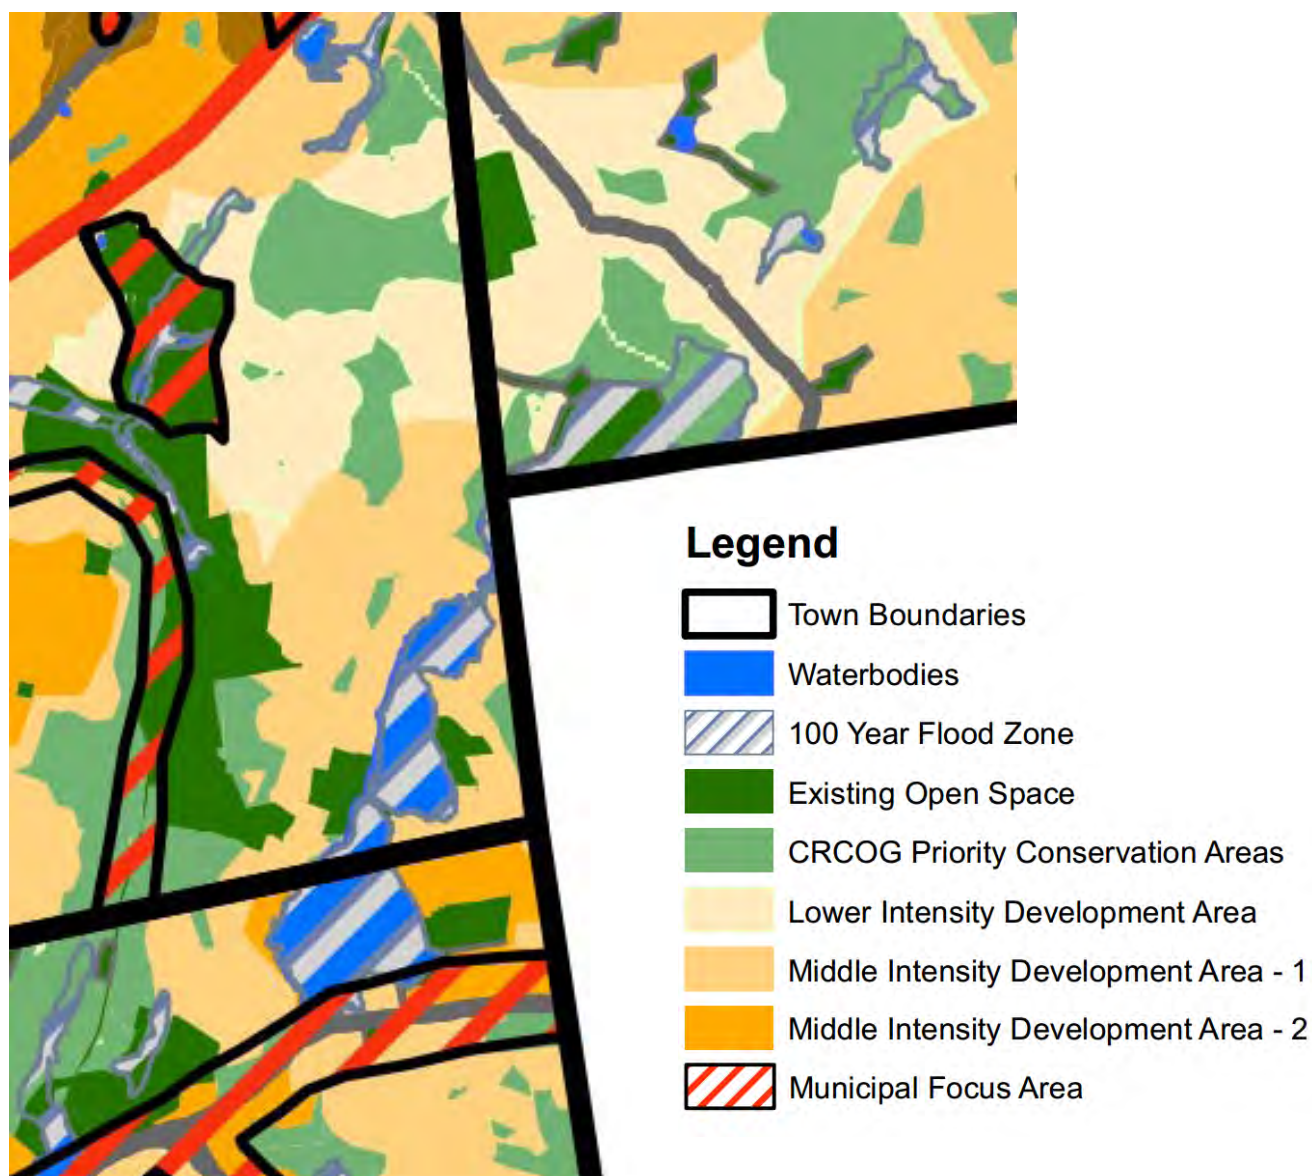 Legend
Town Boundaries
Waterbodies
100 Year Flood Zone
Existing Open Space
CRCOG Priority Conservation Areas
Lower Intensity Development Area
Middle Intensity Development Area - 1
Middle Intensity Development Area - 2
Municipal Focus Area